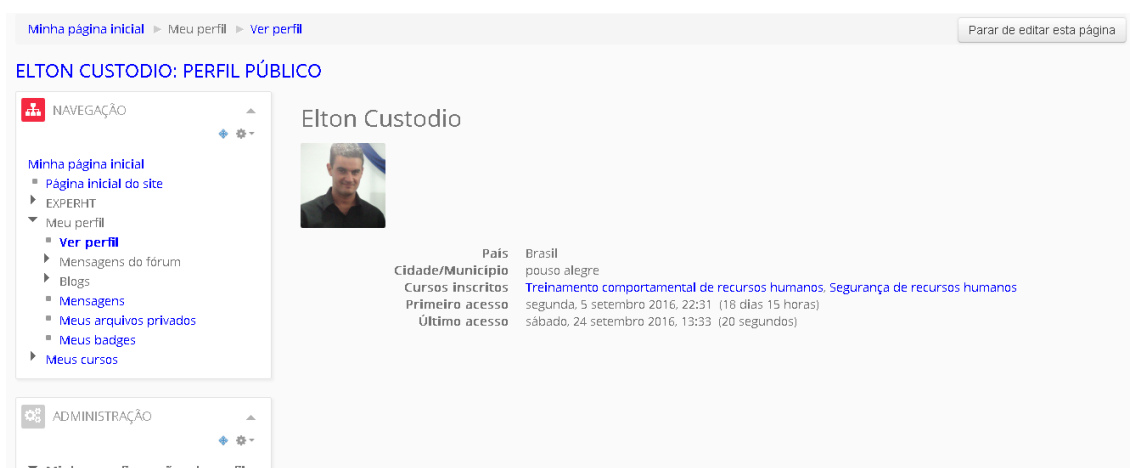 Minha página inicial ▶ Meu perfil ▶ Ver perfil
Parar de editar esta página
ELTON CUSTODIO: PERFIL PÚBLICO
NAVEGAÇÃO
Minha página inicial
Página inicial do site
EXPERHT
Meu perfil
Ver perfil
Mensagens do fórum
Blogs
Mensagens
Meus arquivos privados
Meus badges
Meus cursos
ADMINISTRAÇÃO
Elton Custodio
País Brasil
Cidade/Município pouso alegre
Cursos inscritos Treinamento comportamental de recursos humanos, Segurança de recursos humanos
Primeiro acesso segunda, 5 setembro 2016, 22:31 (18 dias 15 horas)
Último acesso sábado, 24 setembro 2016, 13:33 (20 segundos)